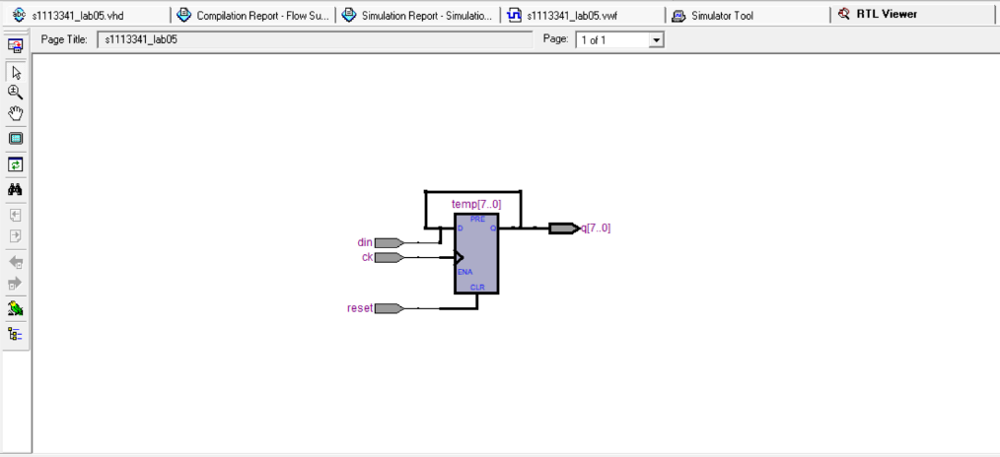 s1113341_lab05.vhd
Compilation Report - Flow Su...
Simulation Report - Simulatio...
s1113341_lab05.vwf
Simulator Tool
RTL Viewer
Page Title: s1113341_lab05
Page: 1 of 1
temp[7..0]
PRE
D Q
q[7..0]
din
ck
ENA
CLR
reset